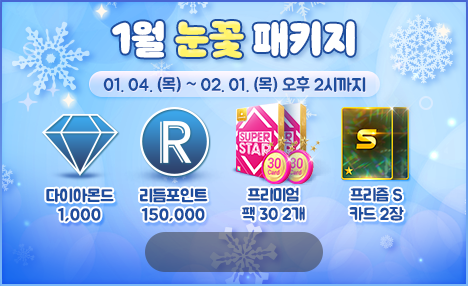 1월 눈꽃 패키지
01. 04. (목) ~ 02. 01. (목) 오후 2시까지
SUPER
STAR
30
Card
30
Card
S
다이아몬드
1,000
R
리듬포인트
150,000
프리미엄
팩 30 2개
프리즘 S
카드 2장